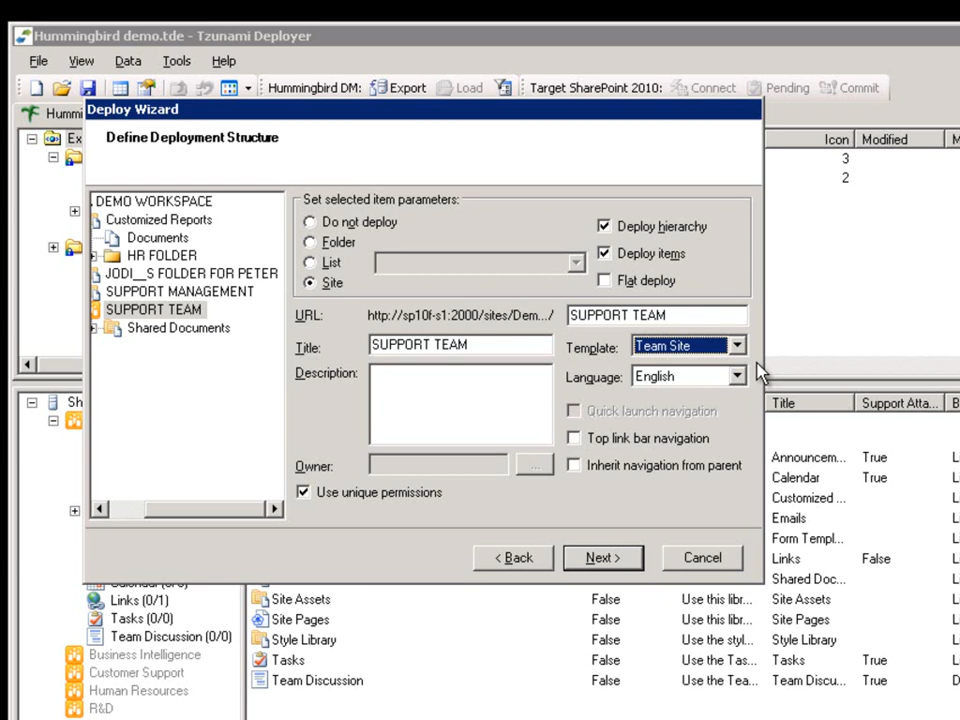 Hummingbird demo.tde - Tzunami Deployer
File View Data Tools Help
Hummingbird DM: Export Load Target SharePoint 2010: Connect Pending Commit
Deploy Wizard
Define Deployment Structure
Icon Modified
3
2
DEMO WORKSPACE
Customized Reports
Documents
HR FOLDER
JODI__S FOLDER FOR PETER
SUPPORT MANAGEMENT
SUPPORT TEAM
Shared Documents
Set selected item parameters:
Do not deploy
Folder
List
Site
Deploy hierarchy
Deploy items
Flat deploy
URL: http://sp10f-s1:2000/sites/Dem.../ SUPPORT TEAM
Title: SUPPORT TEAM
Template: Team Site
Description:
Language: English
Quick launch navigation
Top link bar navigation
Owner: ...
Inherit navigation from parent
Use unique permissions
< Back Next > Cancel
Title Support Atta...
Announcem... True
Calendar True
Customized ...
Emails
Form Templ...
Links False
Shared Doc...
Links (0/1)
Tasks (0/0)
Team Discussion (0/0)
Business Intelligence
Customer Support
Human Resources
R&D
Site Assets False Use this libr... Site Assets
Site Pages False Use this libr... Site Pages
Style Library False Use the styl... Style Library
Tasks False Use the Tas... Tasks True
Team Discussion False Use the Tea... Team Discu... True